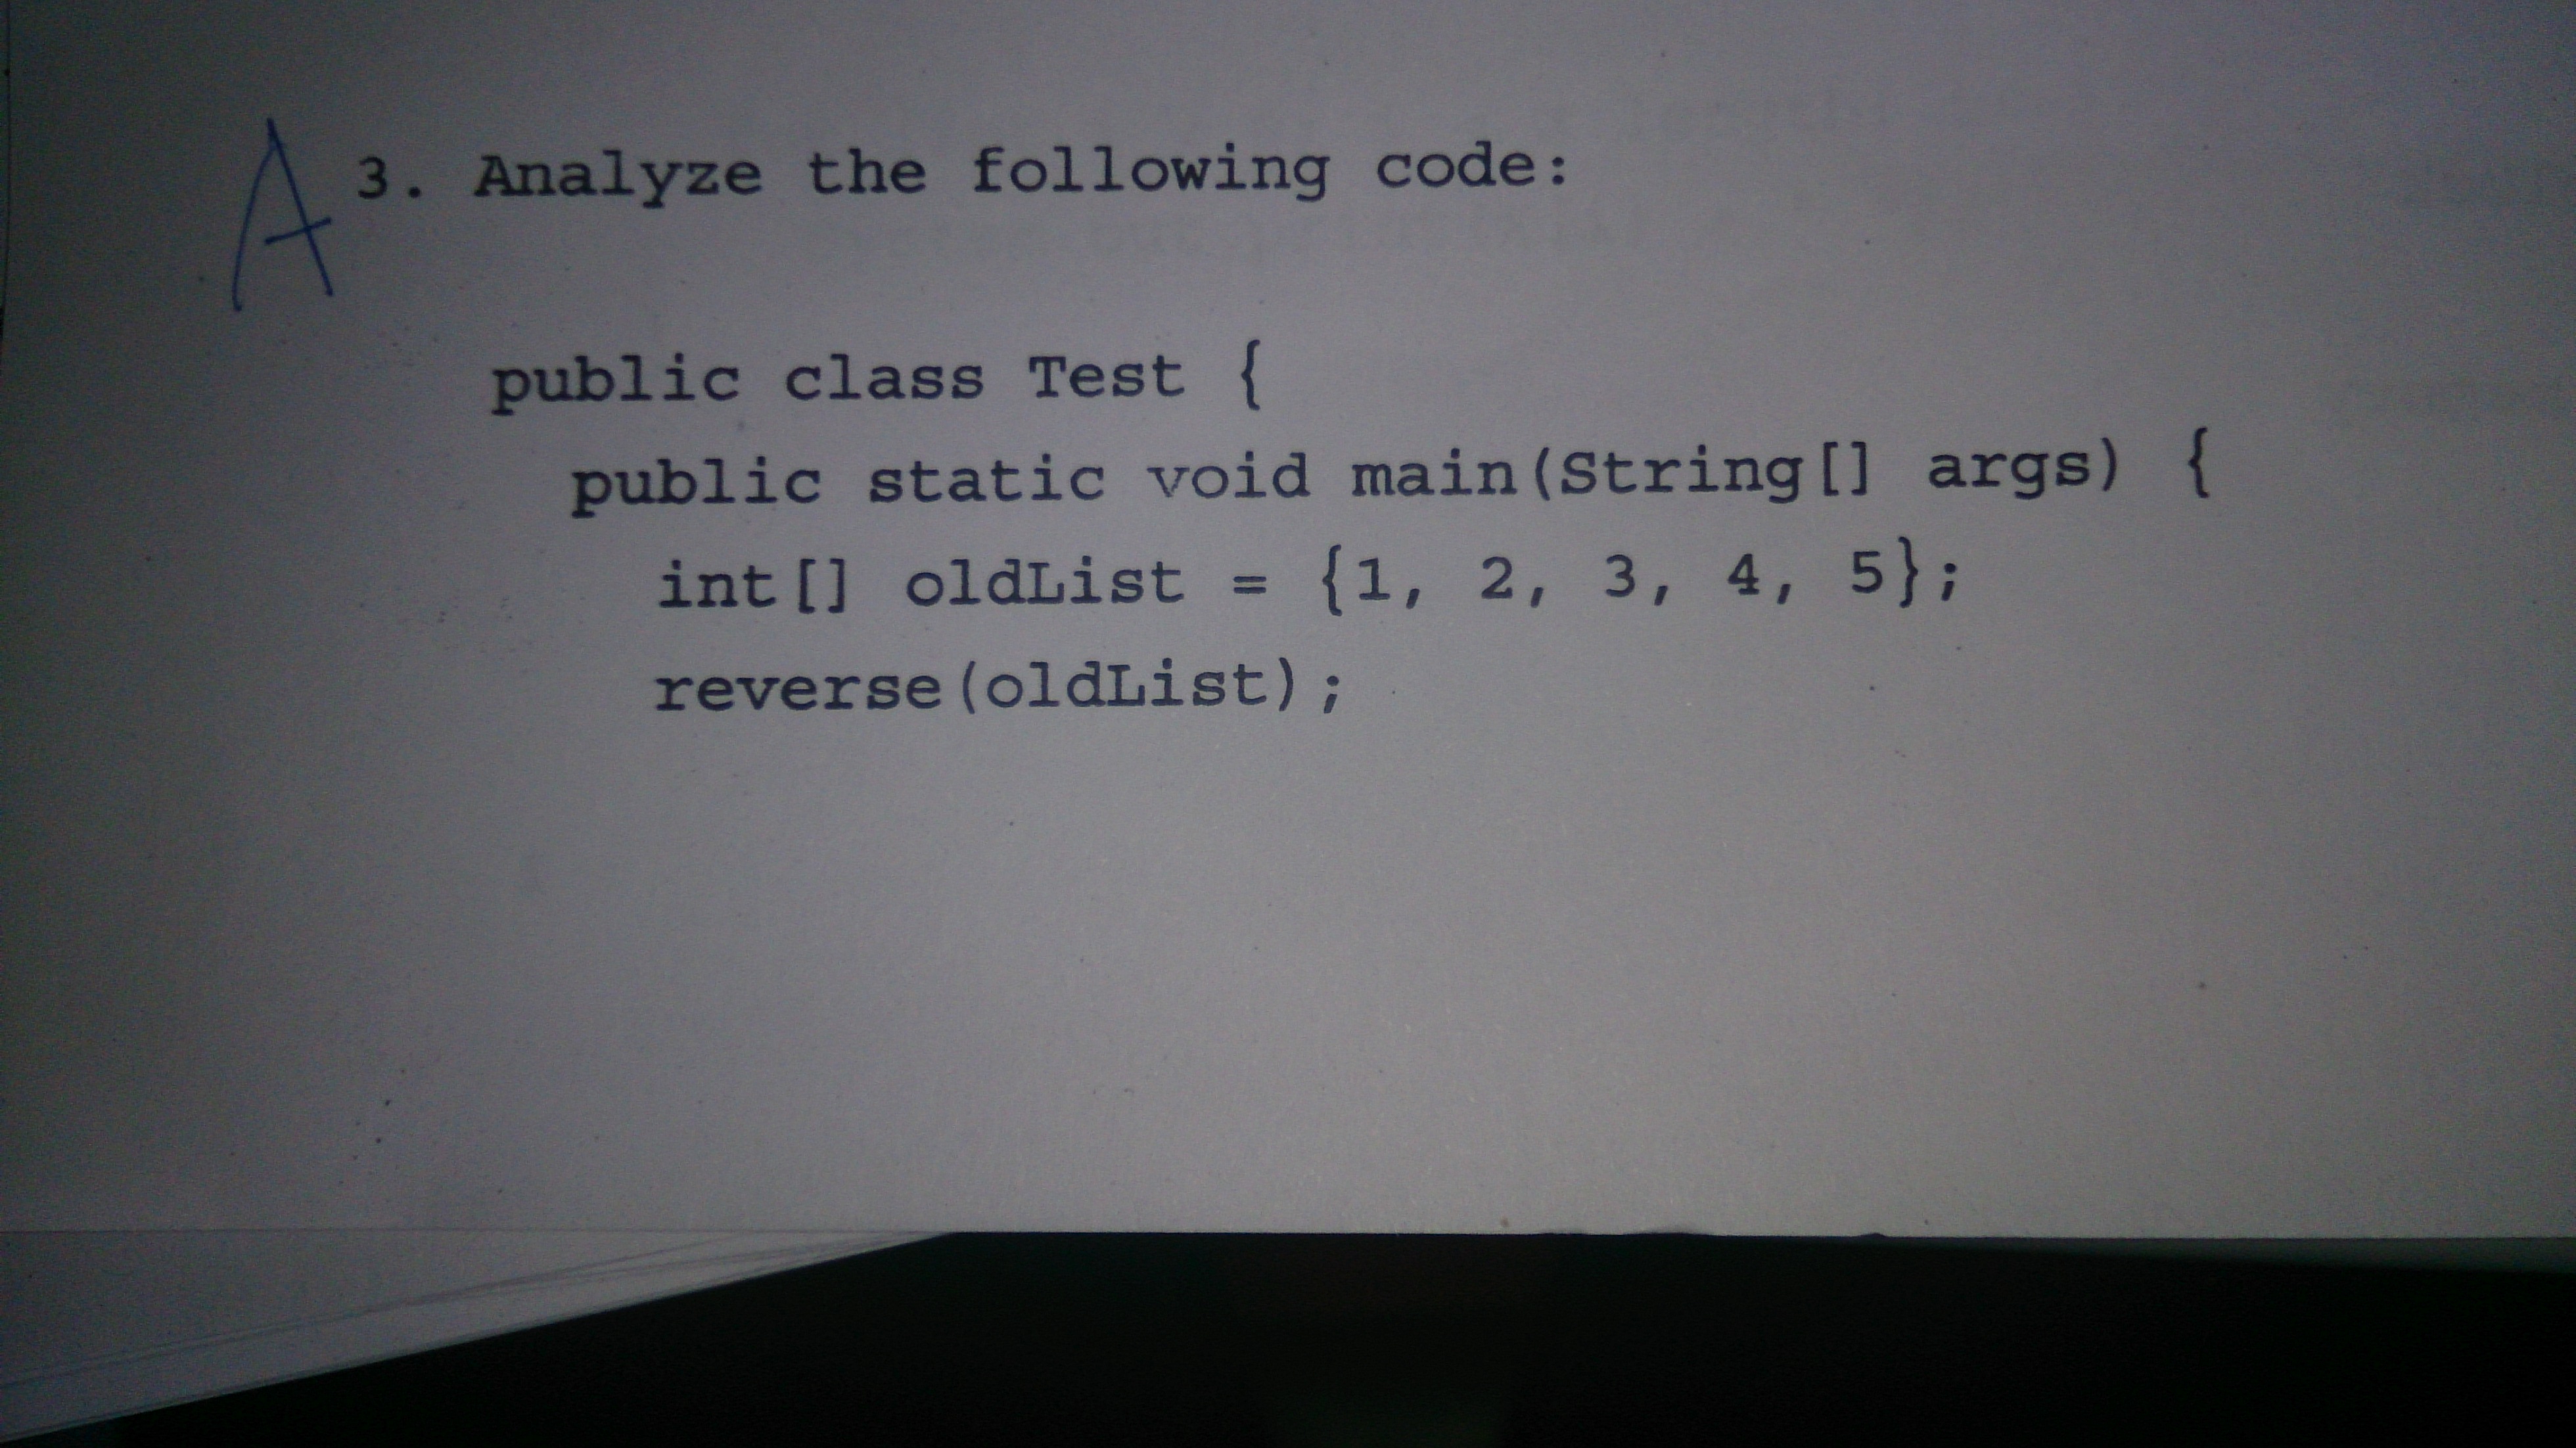 A 3. Analyze the following code:
public class Test {
public static void main(String[] args) {
int[] oldList = {1, 2, 3, 4, 5};
reverse(oldList);